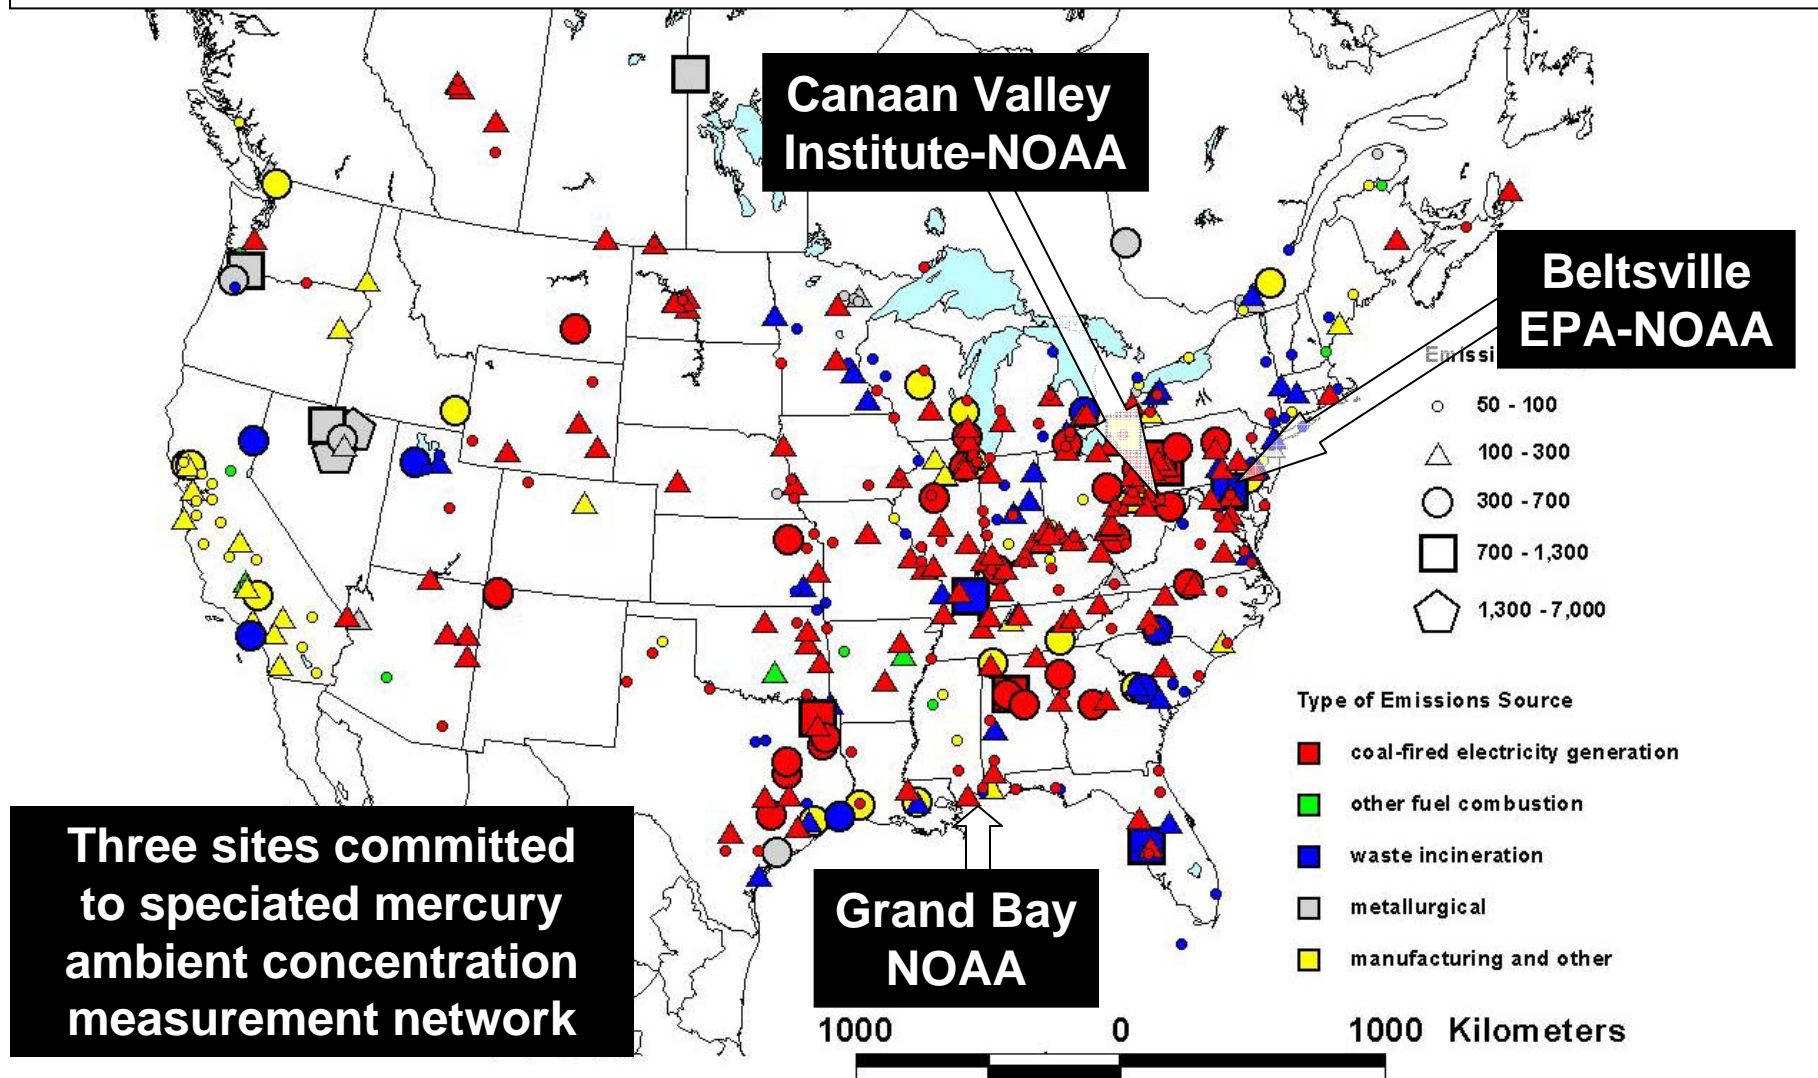 Canaan Valley
Institute-NOAA
Beltsville
EPA-NOAA
Emissi
50 - 100
100 - 300
300 - 700
700 - 1,300
1,300 - 7,000
Type of Emissions Source
coal-fired electricity generation
other fuel combustion
waste incineration
metallurgical
manufacturing and other
Three sites committed
to speciated mercury
ambient concentration
measurement network
Grand Bay
NOAA
1000 0 1000 Kilometers